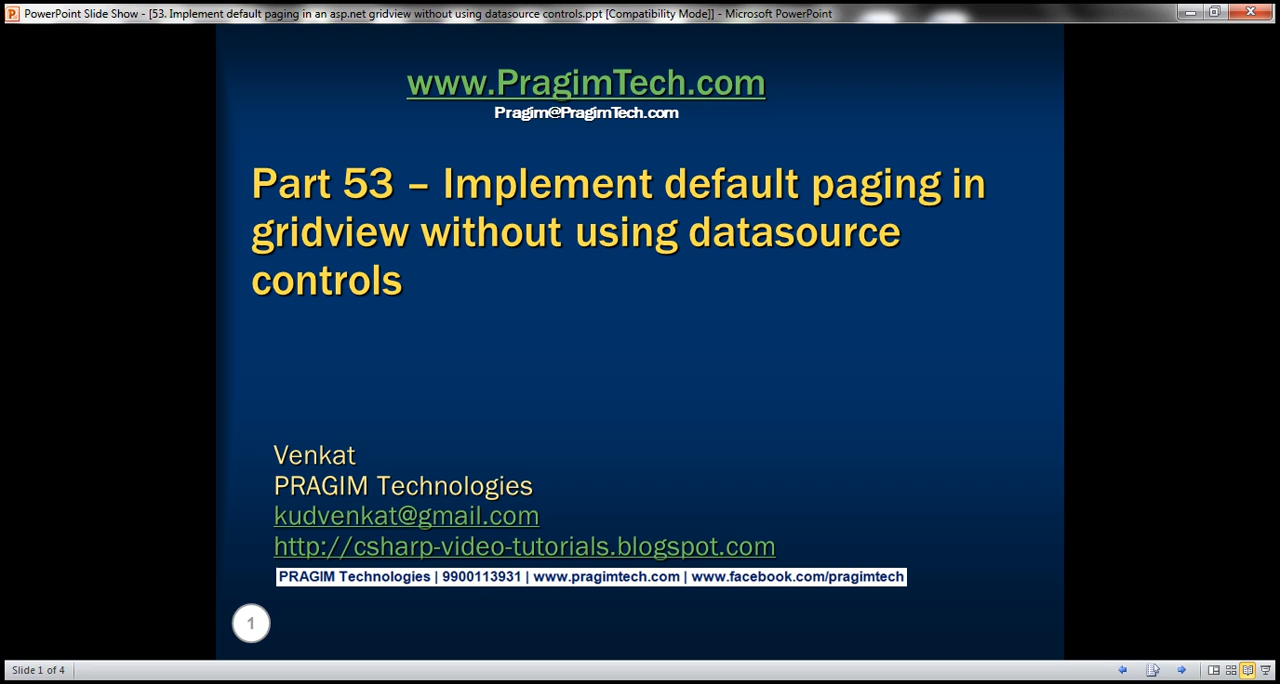 PowerPoint Slide Show - [53. Implement default paging in an asp.net gridview without using datasource controls.ppt [Compatibility Mode]] - Microsoft PowerPoint
www.PragimTech.com
Pragim@PragimTech.com
Part 53 – Implement default paging in
gridview without using datasource
controls
Venkat
PRAGIM Technologies
kudvenkat@gmail.com
http://csharp-video-tutorials.blogspot.com
PRAGIM Technologies | 9900113931 | www.pragimtech.com | www.facebook.com/pragimtech
1
Slide 1 of 4